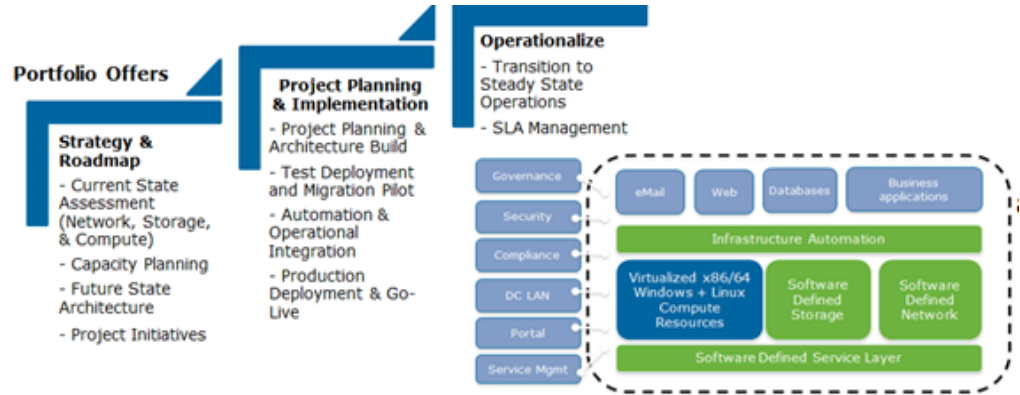 Portfolio Offers
Strategy &
Roadmap
- Current State
Assessment
(Network, Storage,
& Compute)
- Capacity Planning
- Future State
Architecture
- Project Initiatives
Project Planning
& Implementation
- Project Planning &
Architecture Build
- Test Deployment
and Migration Pilot
- Automation &
Operational
Integration
- Production
Deployment & Go-
Live
Operationalize
- Transition to
Steady State
Operations
- SLA Management
Governance
Security
Compliance
DC LAN
Portal
Service Mgmt
eMail
Web
Databases
Business
applications
Infrastructure Automation
Virtualized x86/64
Windows + Linux
Compute
Resources
Software
Defined
Storage
Software
Defined
Network
Software Defined Service Layer